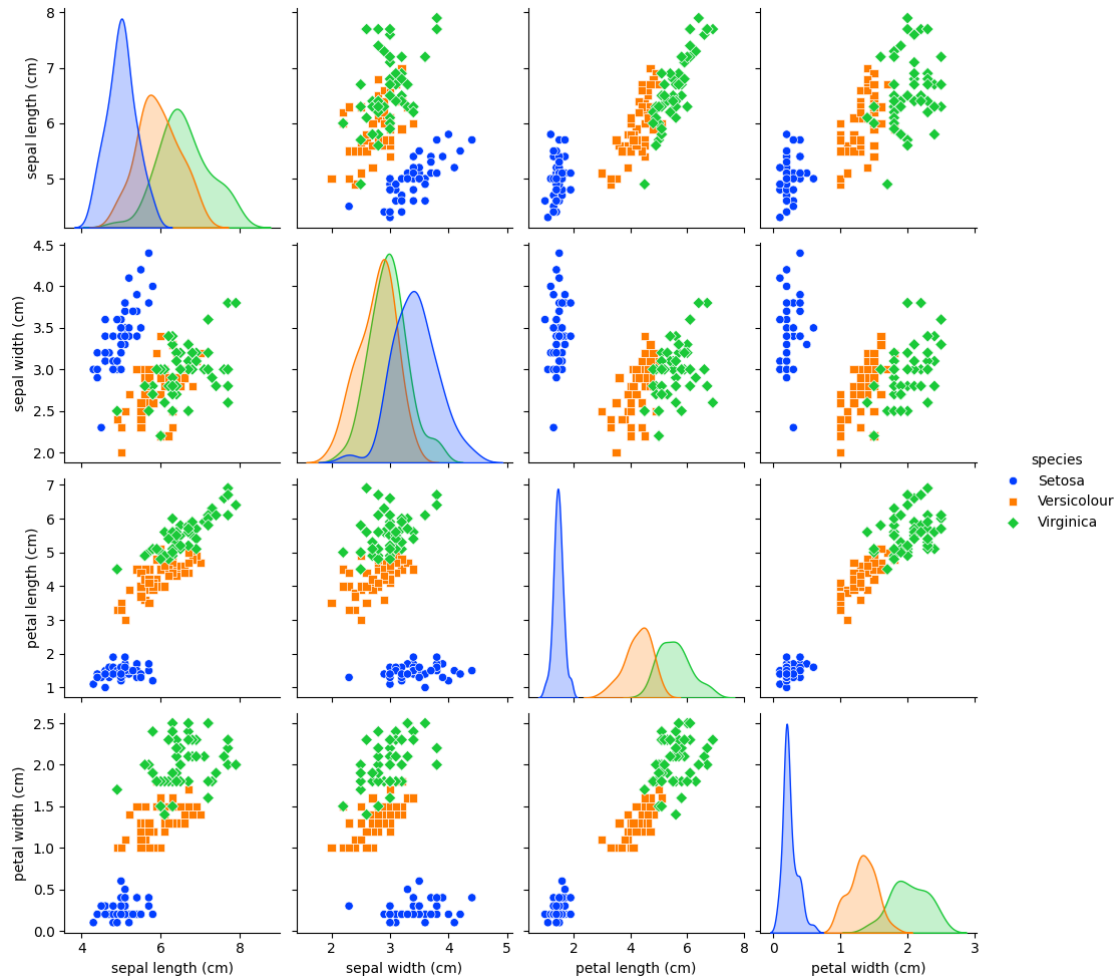 8
7
6
5
sepal length (cm)
4.5
4.0
3.5
3.0
2.5
2.0
sepal width (cm)
species
Setosa
Versicolour
Virginica
7
6
5
4
3
2
1
petal length (cm)
2.5
2.0
1.5
1.0
0.5
0.0
petal width (cm)
4 6 8
sepal length (cm)
2 3 4 5
sepal width (cm)
2 4 6 8
petal length (cm)
0 1 2 3
petal width (cm)